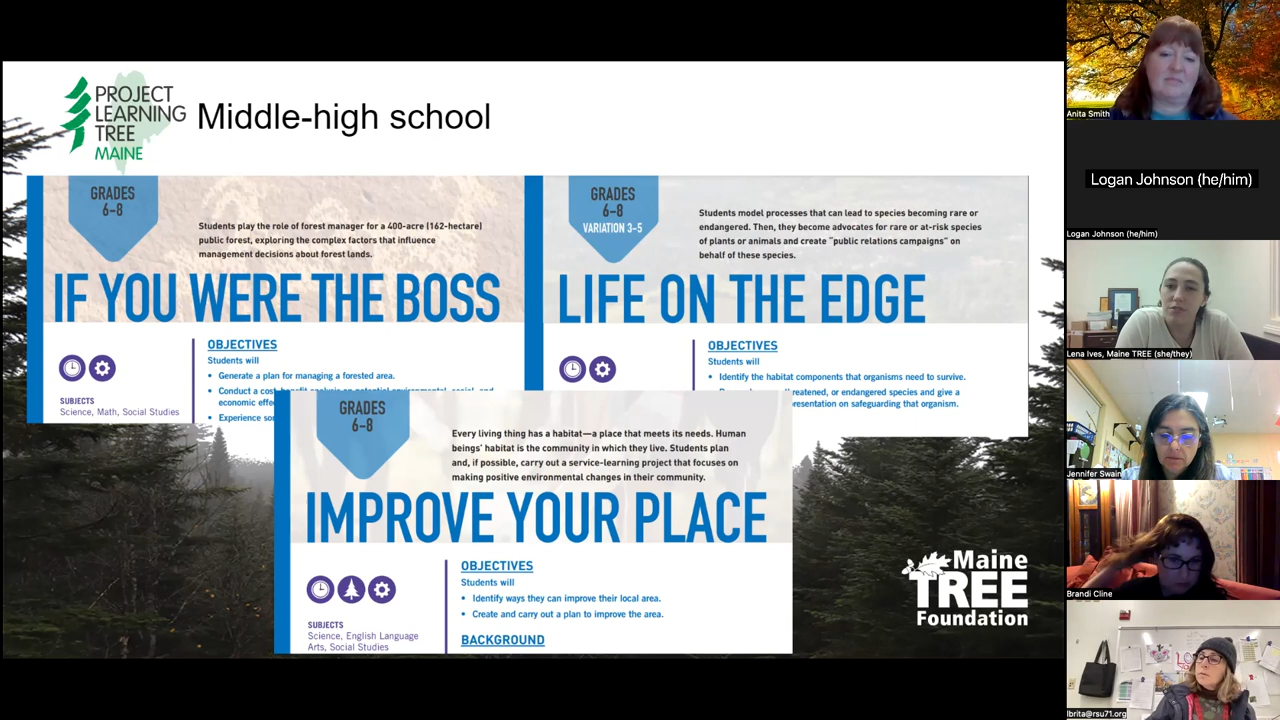 PROJECT
LEARNING
TREE
MAINE
Middle-high school
GRADES
6-8
Students play the role of forest manager for a 400-acre (162-hectare)
public forest, exploring the complex factors that influence
management decisions about forest lands.
IF YOU WERE THE BOSS
OBJECTIVES
Students will
• Generate a plan for managing a forested area.
• Conduct a cost-benefit analysis on potential environmental, social, and
economic effe
• Experience so
SUBJECTS
Science, Math, Social Studies
GRADES
6-8
VARIATION 3-5
Students model processes that can lead to species becoming rare or
endangered. Then, they become advocates for rare or at-risk species
of plants or animals and create "public relations campaigns" on
behalf of these species.
LIFE ON THE EDGE
OBJECTIVES
Students will
• Identify the habitat components that organisms need to survive.
reatened, or endangered species and give a
presentation on safeguarding that organism.
GRADES
6-8
Every living thing has a habitat—a place that meets its needs. Human
beings' habitat is the community in which they live. Students plan
and, if possible, carry out a service-learning project that focuses on
making positive environmental changes in their community.
IMPROVE YOUR PLACE
OBJECTIVES
Students will
• Identify ways they can improve their local area.
• Create and carry out a plan to improve the area.
BACKGROUND
SUBJECTS
Science, English Language
Arts, Social Studies
Maine
TREE
Foundation
Anita Smith
Logan Johnson (he/him)
Logan Johnson (he/him)
Lena Ives, Maine TREE (she/they)
Jennifer Swain
Brandi Cline
lbrita@rsu71.org